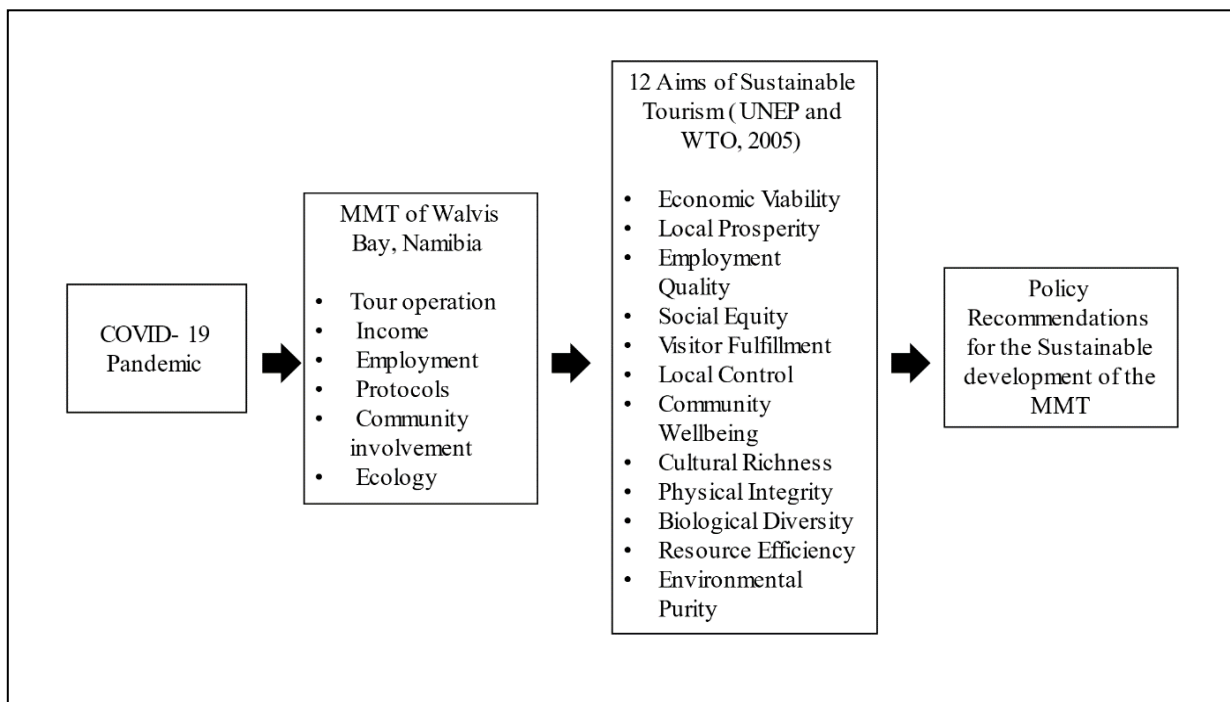 COVID- 19
Pandemic
MMT of Walvis
Bay, Namibia
• Tour operation
• Income
• Employment
• Protocols
• Community
involvement
• Ecology
12 Aims of Sustainable
Tourism ( UNEP and
WTO, 2005)
• Economic Viability
• Local Prosperity
• Employment
Quality
• Social Equity
• Visitor Fulfillment
• Local Control
• Community
Wellbeing
• Cultural Richness
• Physical Integrity
• Biological Diversity
• Resource Efficiency
• Environmental
Purity
Policy
Recommendations
for the Sustainable
development of the
MMT